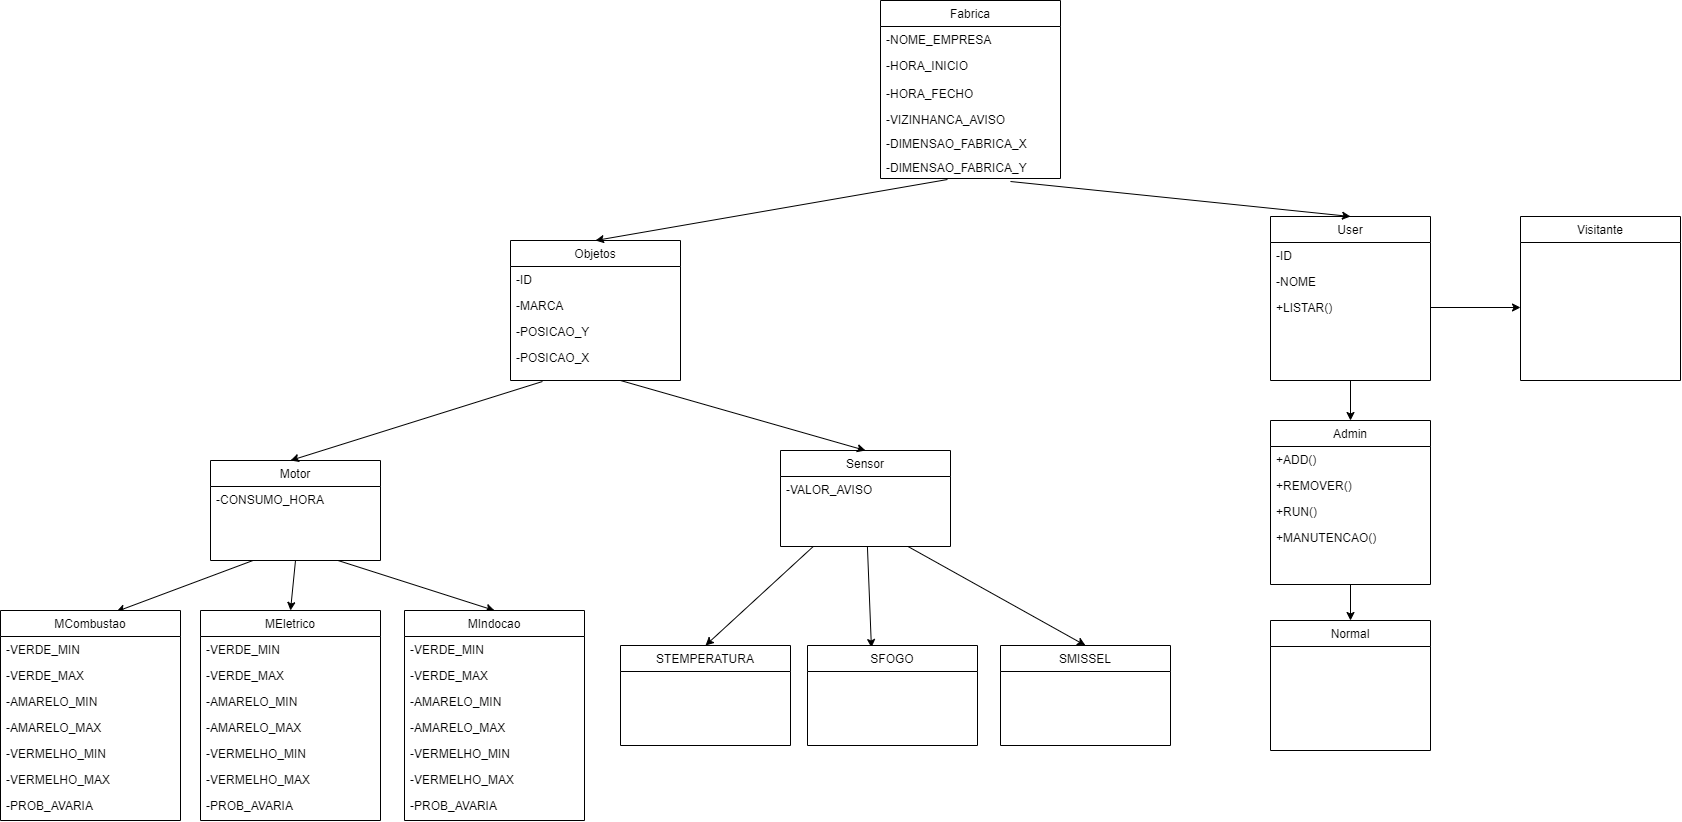 Fabrica
-NOME_EMPRESA
-HORA_INICIO
-HORA_FECHO
-VIZINHANCA_AVISO
-DIMENSAO_FABRICA_X
-DIMENSAO_FABRICA_Y
Objetos
-ID
-MARCA
-POSICAO_Y
-POSICAO_X
User
-ID
-NOME
+LISTAR()
Visitante
Motor
-CONSUMO_HORA
Sensor
-VALOR_AVISO
Admin
+ADD()
+REMOVER()
+RUN()
+MANUTENCAO()
MCombustao
-VERDE_MIN
-VERDE_MAX
-AMARELO_MIN
-AMARELO_MAX
-VERMELHO_MIN
-VERMELHO_MAX
-PROB_AVARIA
MEletrico
-VERDE_MIN
-VERDE_MAX
-AMARELO_MIN
-AMARELO_MAX
-VERMELHO_MIN
-VERMELHO_MAX
-PROB_AVARIA
MIndocao
-VERDE_MIN
-VERDE_MAX
-AMARELO_MIN
-AMARELO_MAX
-VERMELHO_MIN
-VERMELHO_MAX
-PROB_AVARIA
STEMPERATURA
SFOGO
SMISSEL
Normal